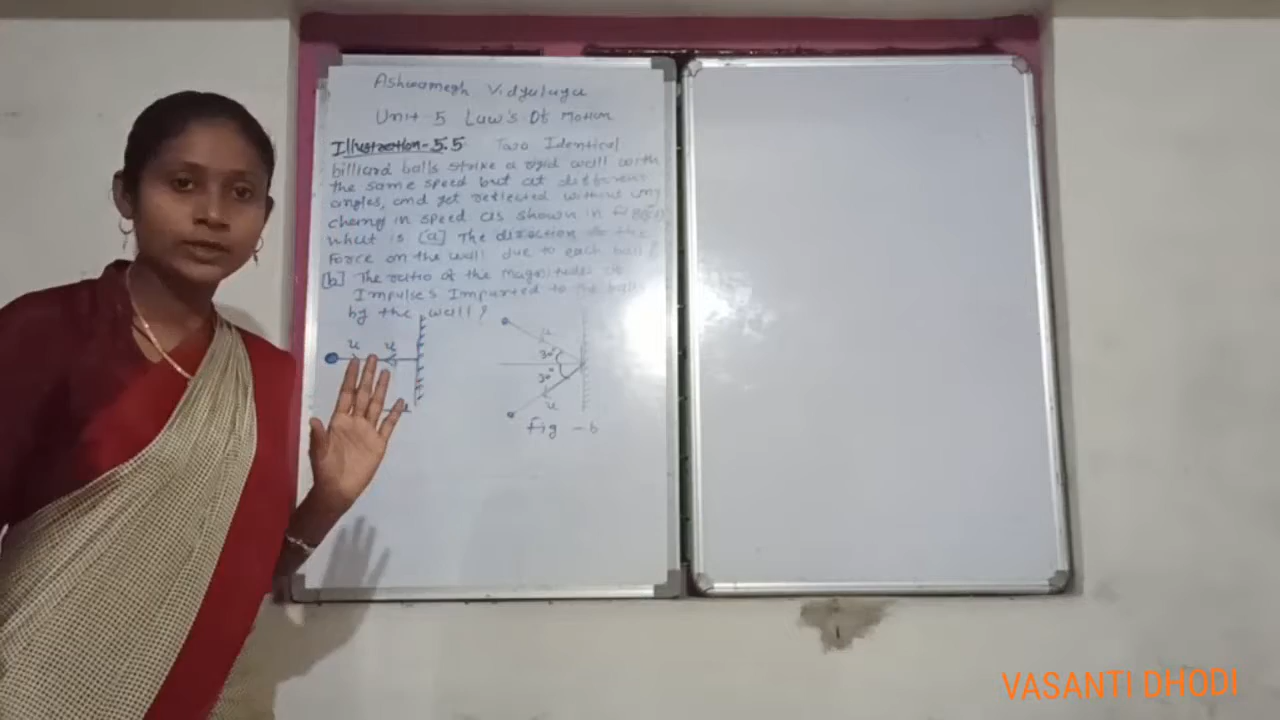 Ashwamegh Vidyalaya
Unit 5 Law's Of Motion
Illustration-5.5 Two Identical
billiard balls strike a rigid wall with
the same speed but at different
angles, and get reflected without any
chang in speed as shown in
what is [a] The direction of the
Force on the wall due to each ball?
[b] The ratio of the magnitudes of
Impulses Imparted to the ball
by the wall?
u u
u
30°
30°
u
Fig - b
VASANTI DHODI